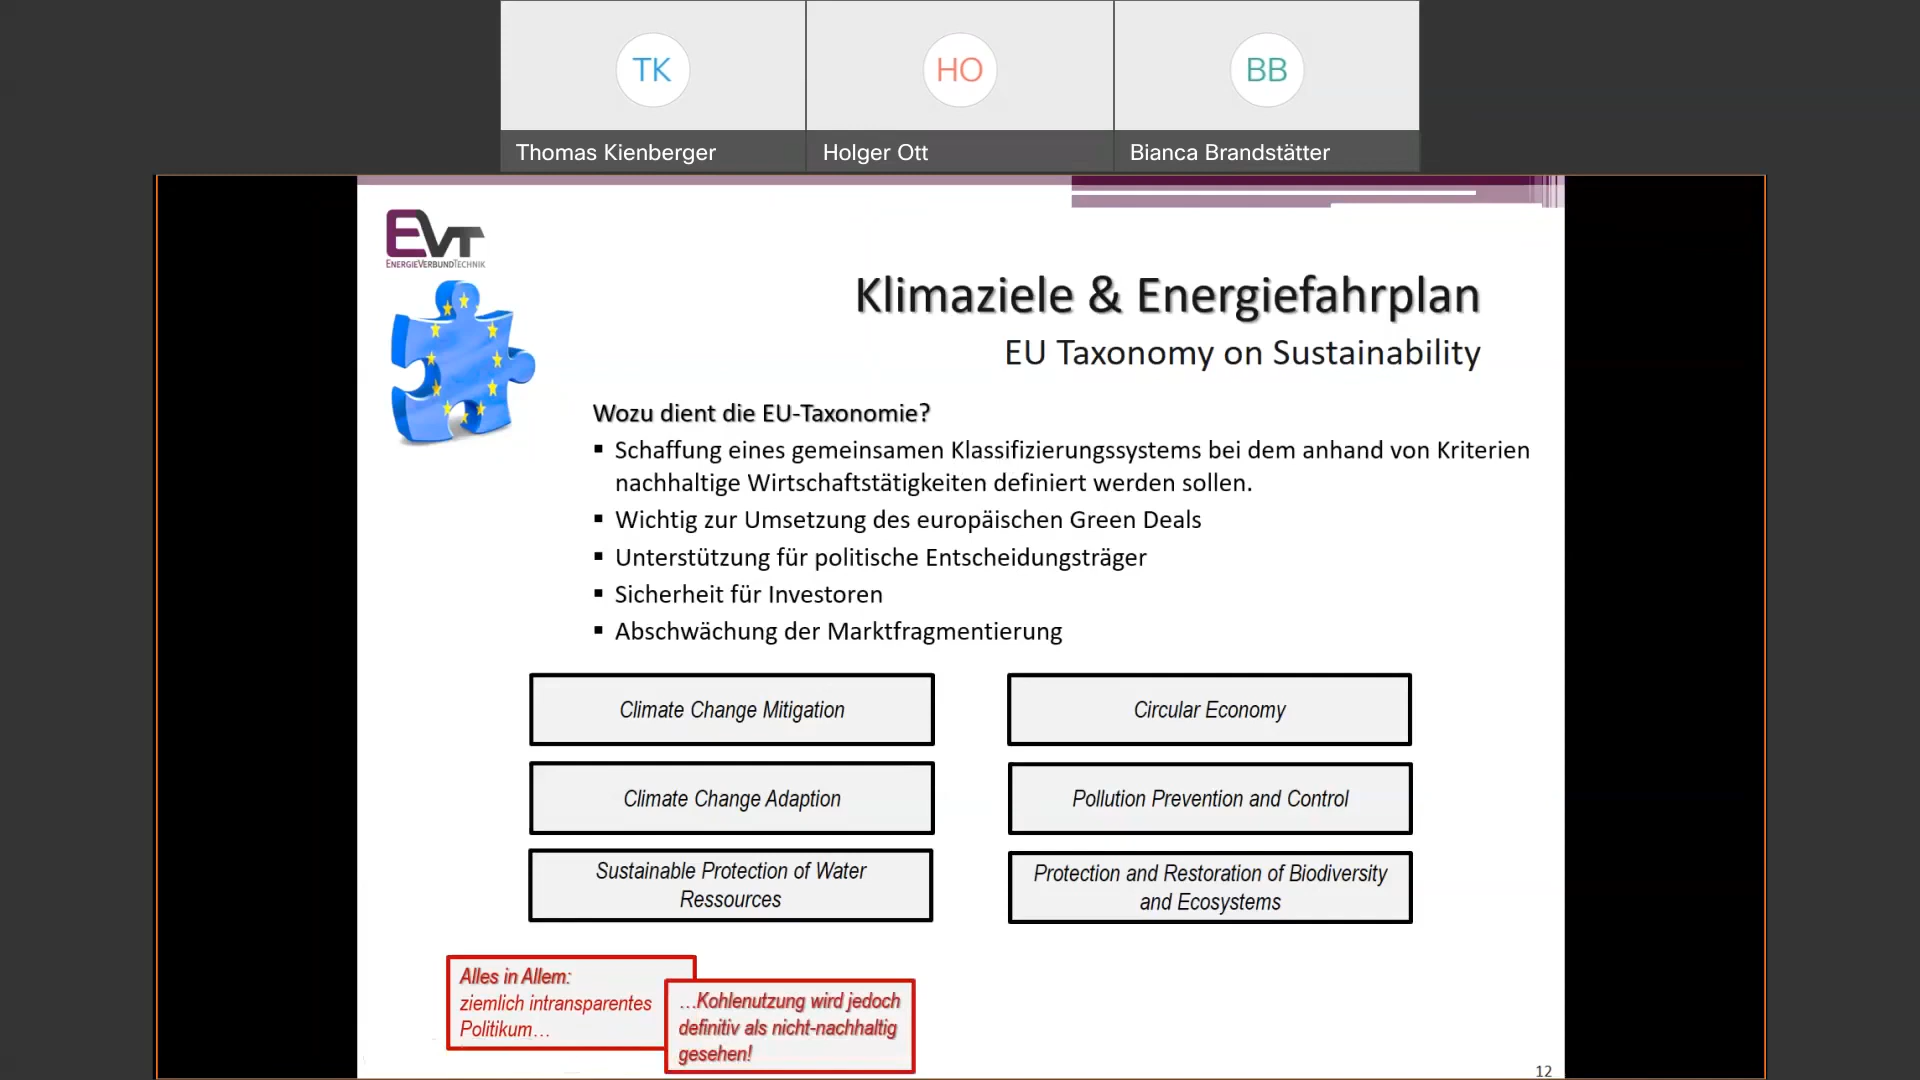 TK
HO
BB
Thomas Kienberger
Holger Ott
Bianca Brandstätter
EVT
ENERGIEVERBUNDTECHNIK
Klimaziele & Energiefahrplan
EU Taxonomy on Sustainability
Wozu dient die EU-Taxonomie?
▪ Schaffung eines gemeinsamen Klassifizierungssystems bei dem anhand von Kriterien
nachhaltige Wirtschaftstätigkeiten definiert werden sollen.
▪ Wichtig zur Umsetzung des europäischen Green Deals
▪ Unterstützung für politische Entscheidungsträger
▪ Sicherheit für Investoren
▪ Abschwächung der Marktfragmentierung
Climate Change Mitigation
Circular Economy
Climate Change Adaption
Pollution Prevention and Control
Sustainable Protection of Water
Ressources
Protection and Restoration of Biodiversity
and Ecosystems
Alles in Allem:
ziemlich intransparentes
Politikum…
…Kohlenutzung wird jedoch
definitiv als nicht-nachhaltig
gesehen!
12